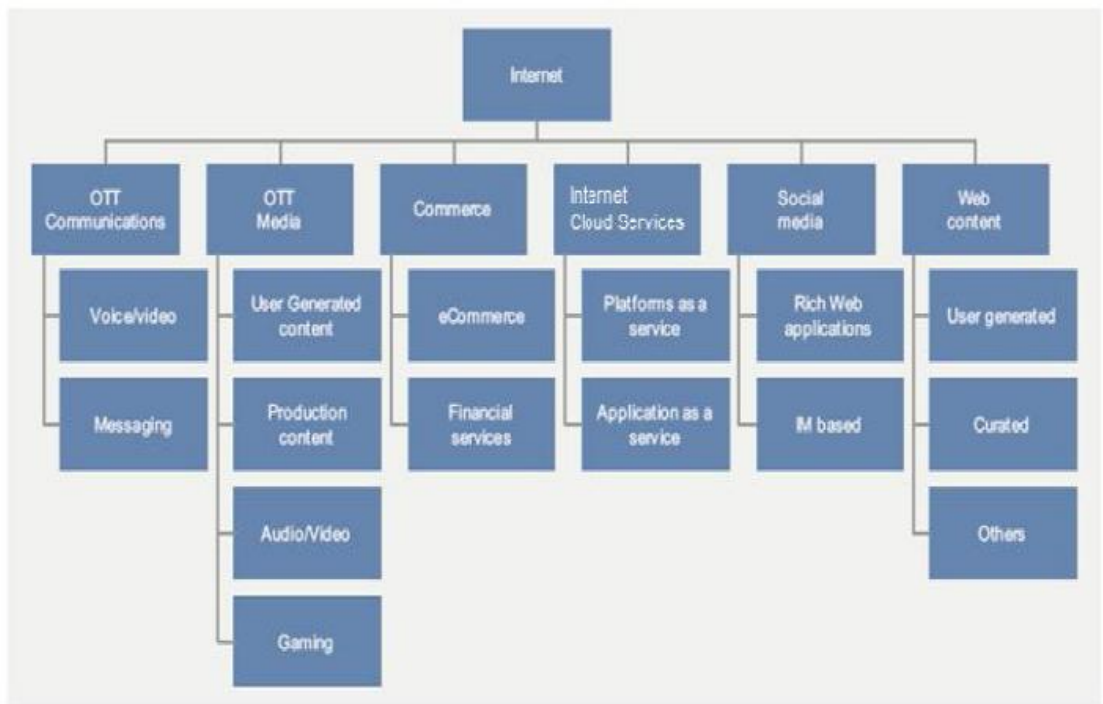 Internet
OTT
Communications
OTT
Media
Commerce
Internet
Cloud Services
Social
media
Web
content
Voice/video
User Generated
content
eCommerce
Platforms as a
service
Rich Web
applications
User generated
Messaging
Production
content
Financial
services
Application as a
service
IM based
Curated
Audio/Video
Others
Gaming